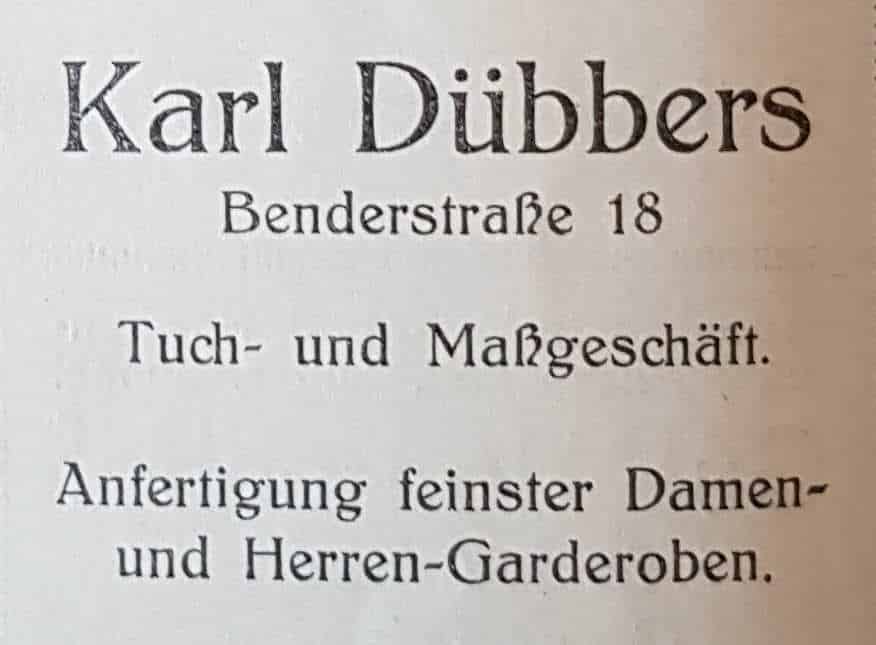 Karl Dübbers
Benderstraße 18
Tuch- und Maßgeschäft.
Anfertigung feinster Damen-
und Herren-Garderoben.